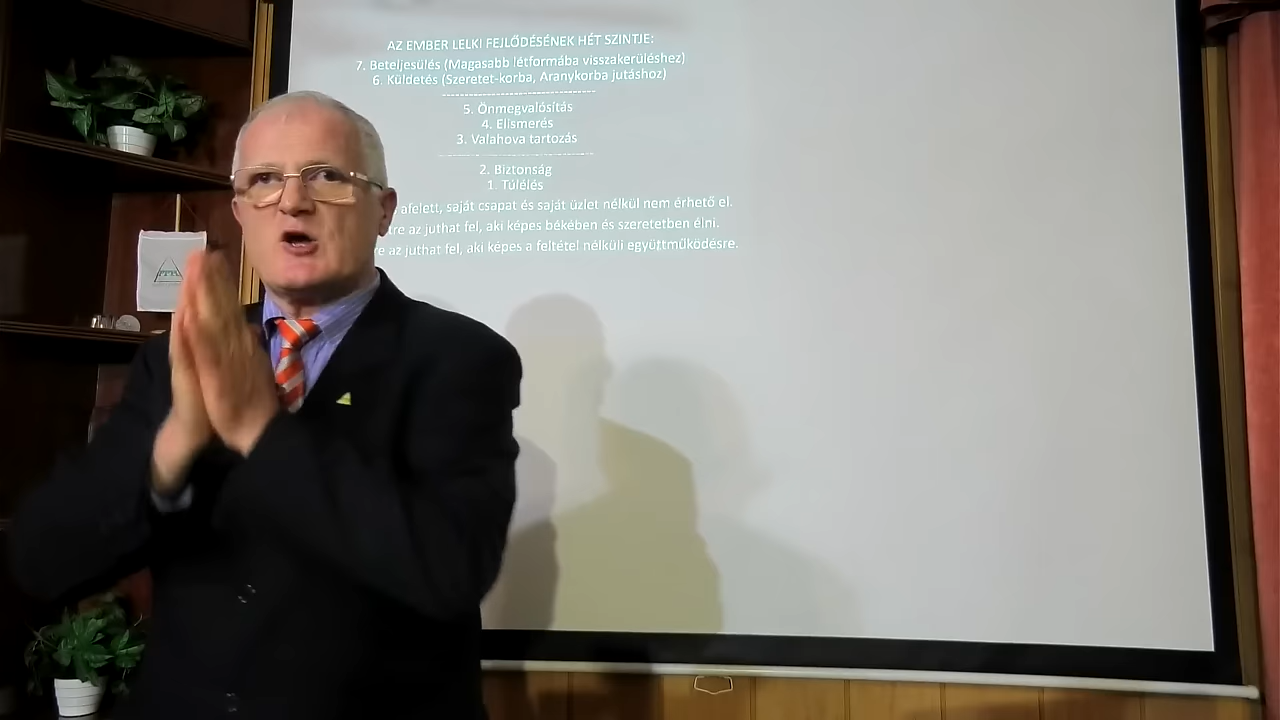 AZ EMBER LELKI FEJLŐDÉSÉNEK HÉT SZINTJE:
7. Beteljesülés (Magasabb létformába visszakerüléshez)
6. Küldetés (Szeretet-korba, Aranykorba jutáshoz)
5. Önmegvalósítás
4. Elismerés
3. Valahova tartozás
2. Biztonság
1. Túlélés
afelett, saját csapat és saját üzlet nélkül nem érhető el.
az juthat fel, aki képes békében és szeretetben élni.
az juthat fel, aki képes a feltétel nélküli együttműködésre.